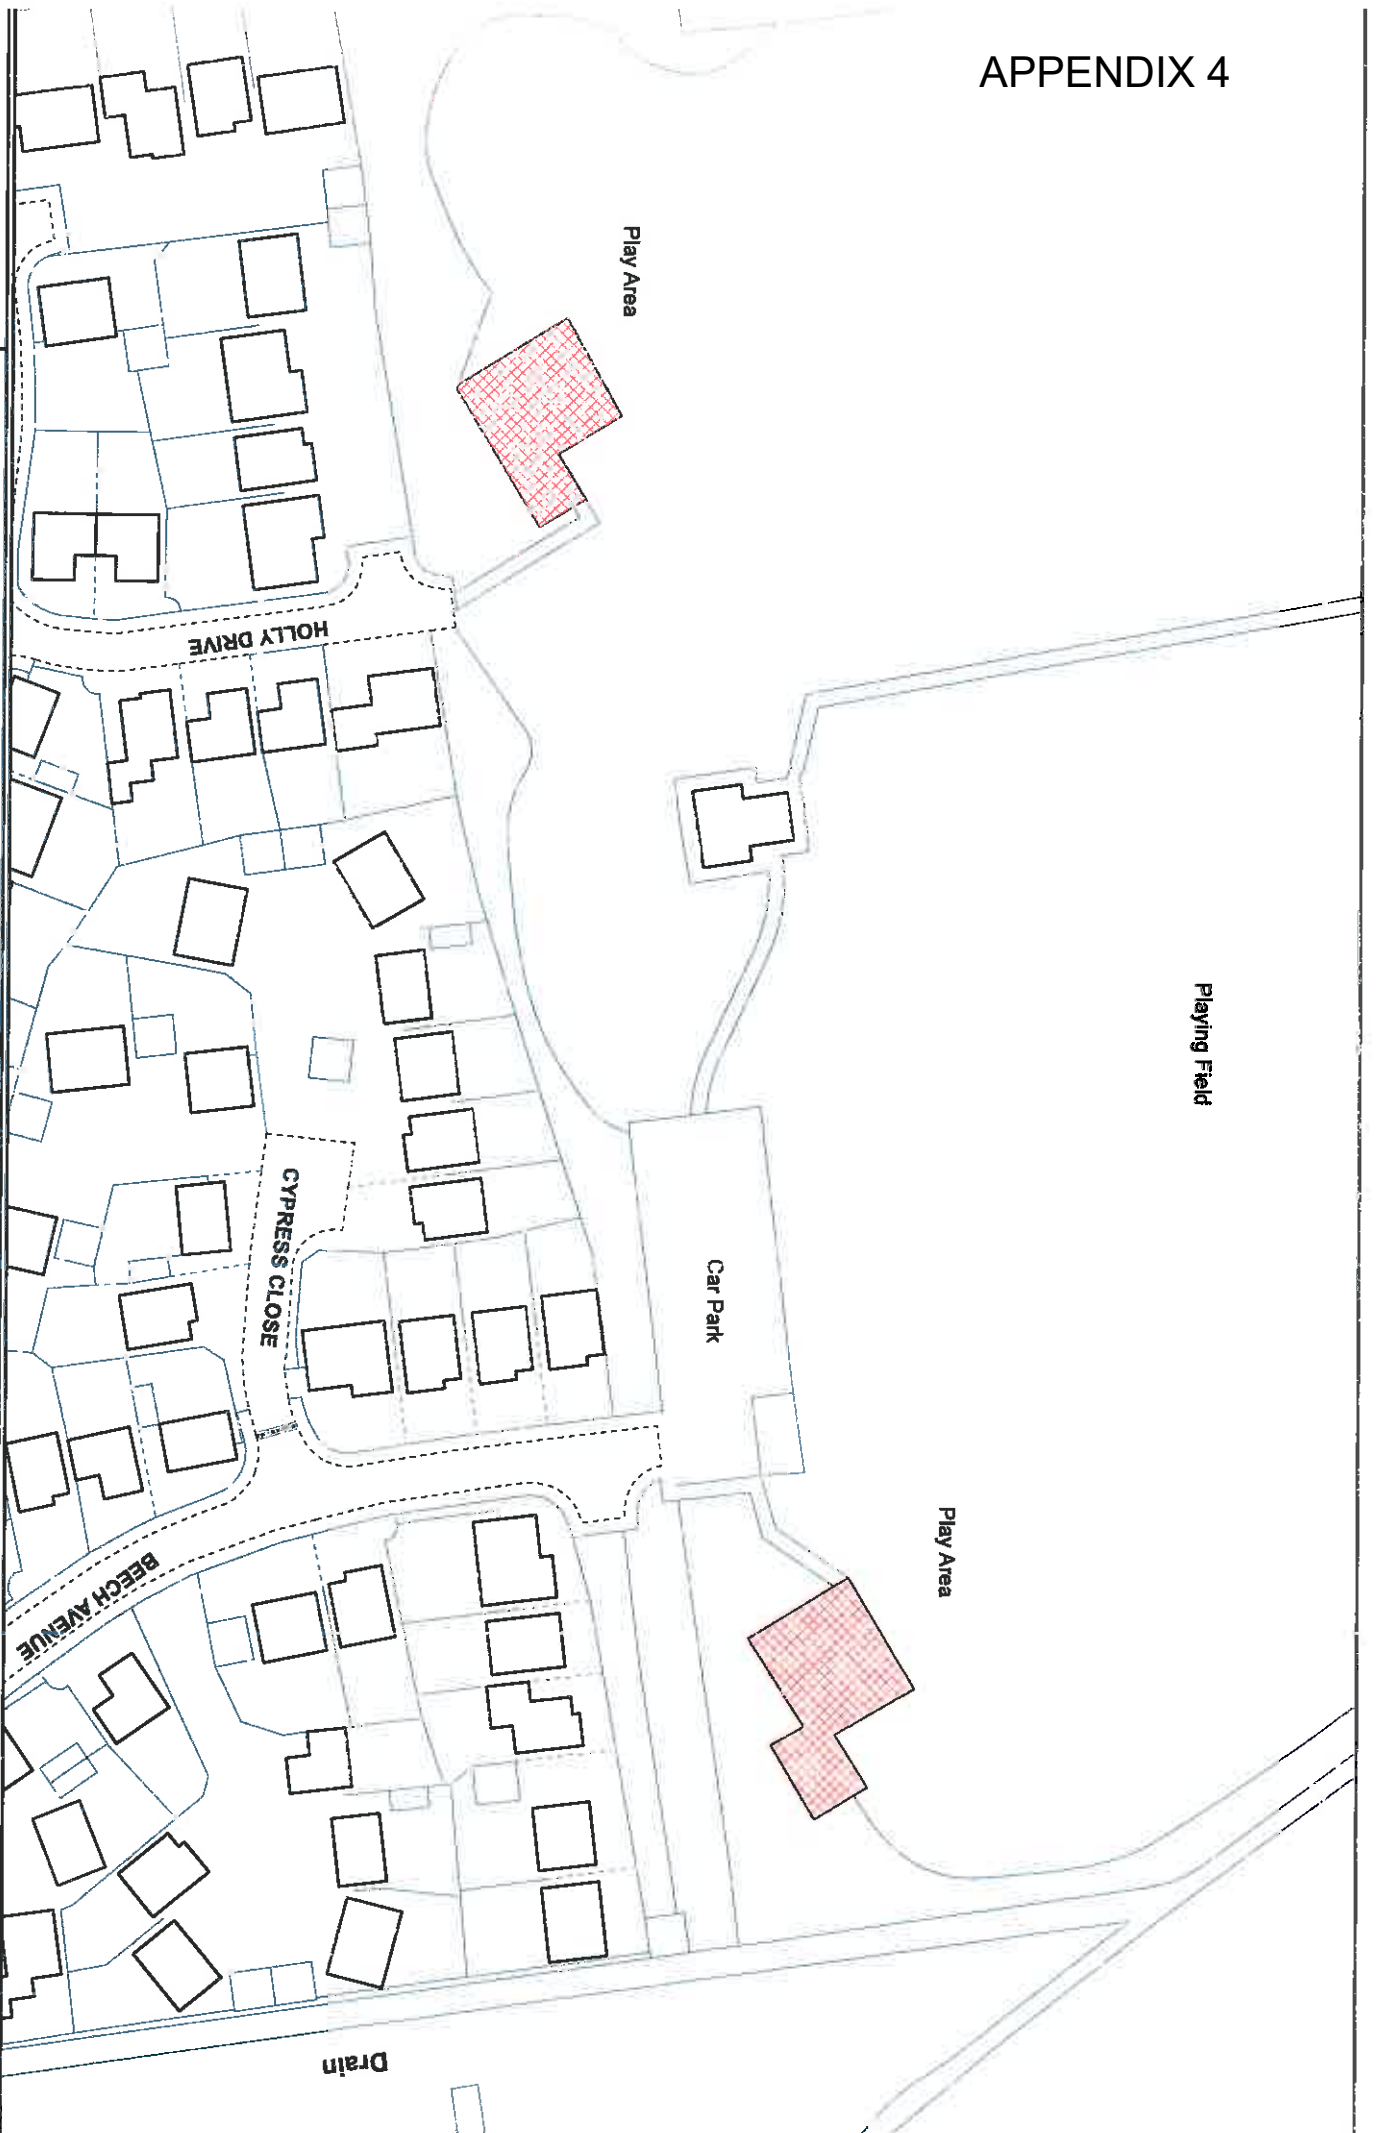 APPENDIX 4
Play Area
HOLLY DRIVE
Playing Field
CYPRESS CLOSE
Car Park
Play Area
BEECH AVENUE
Drain